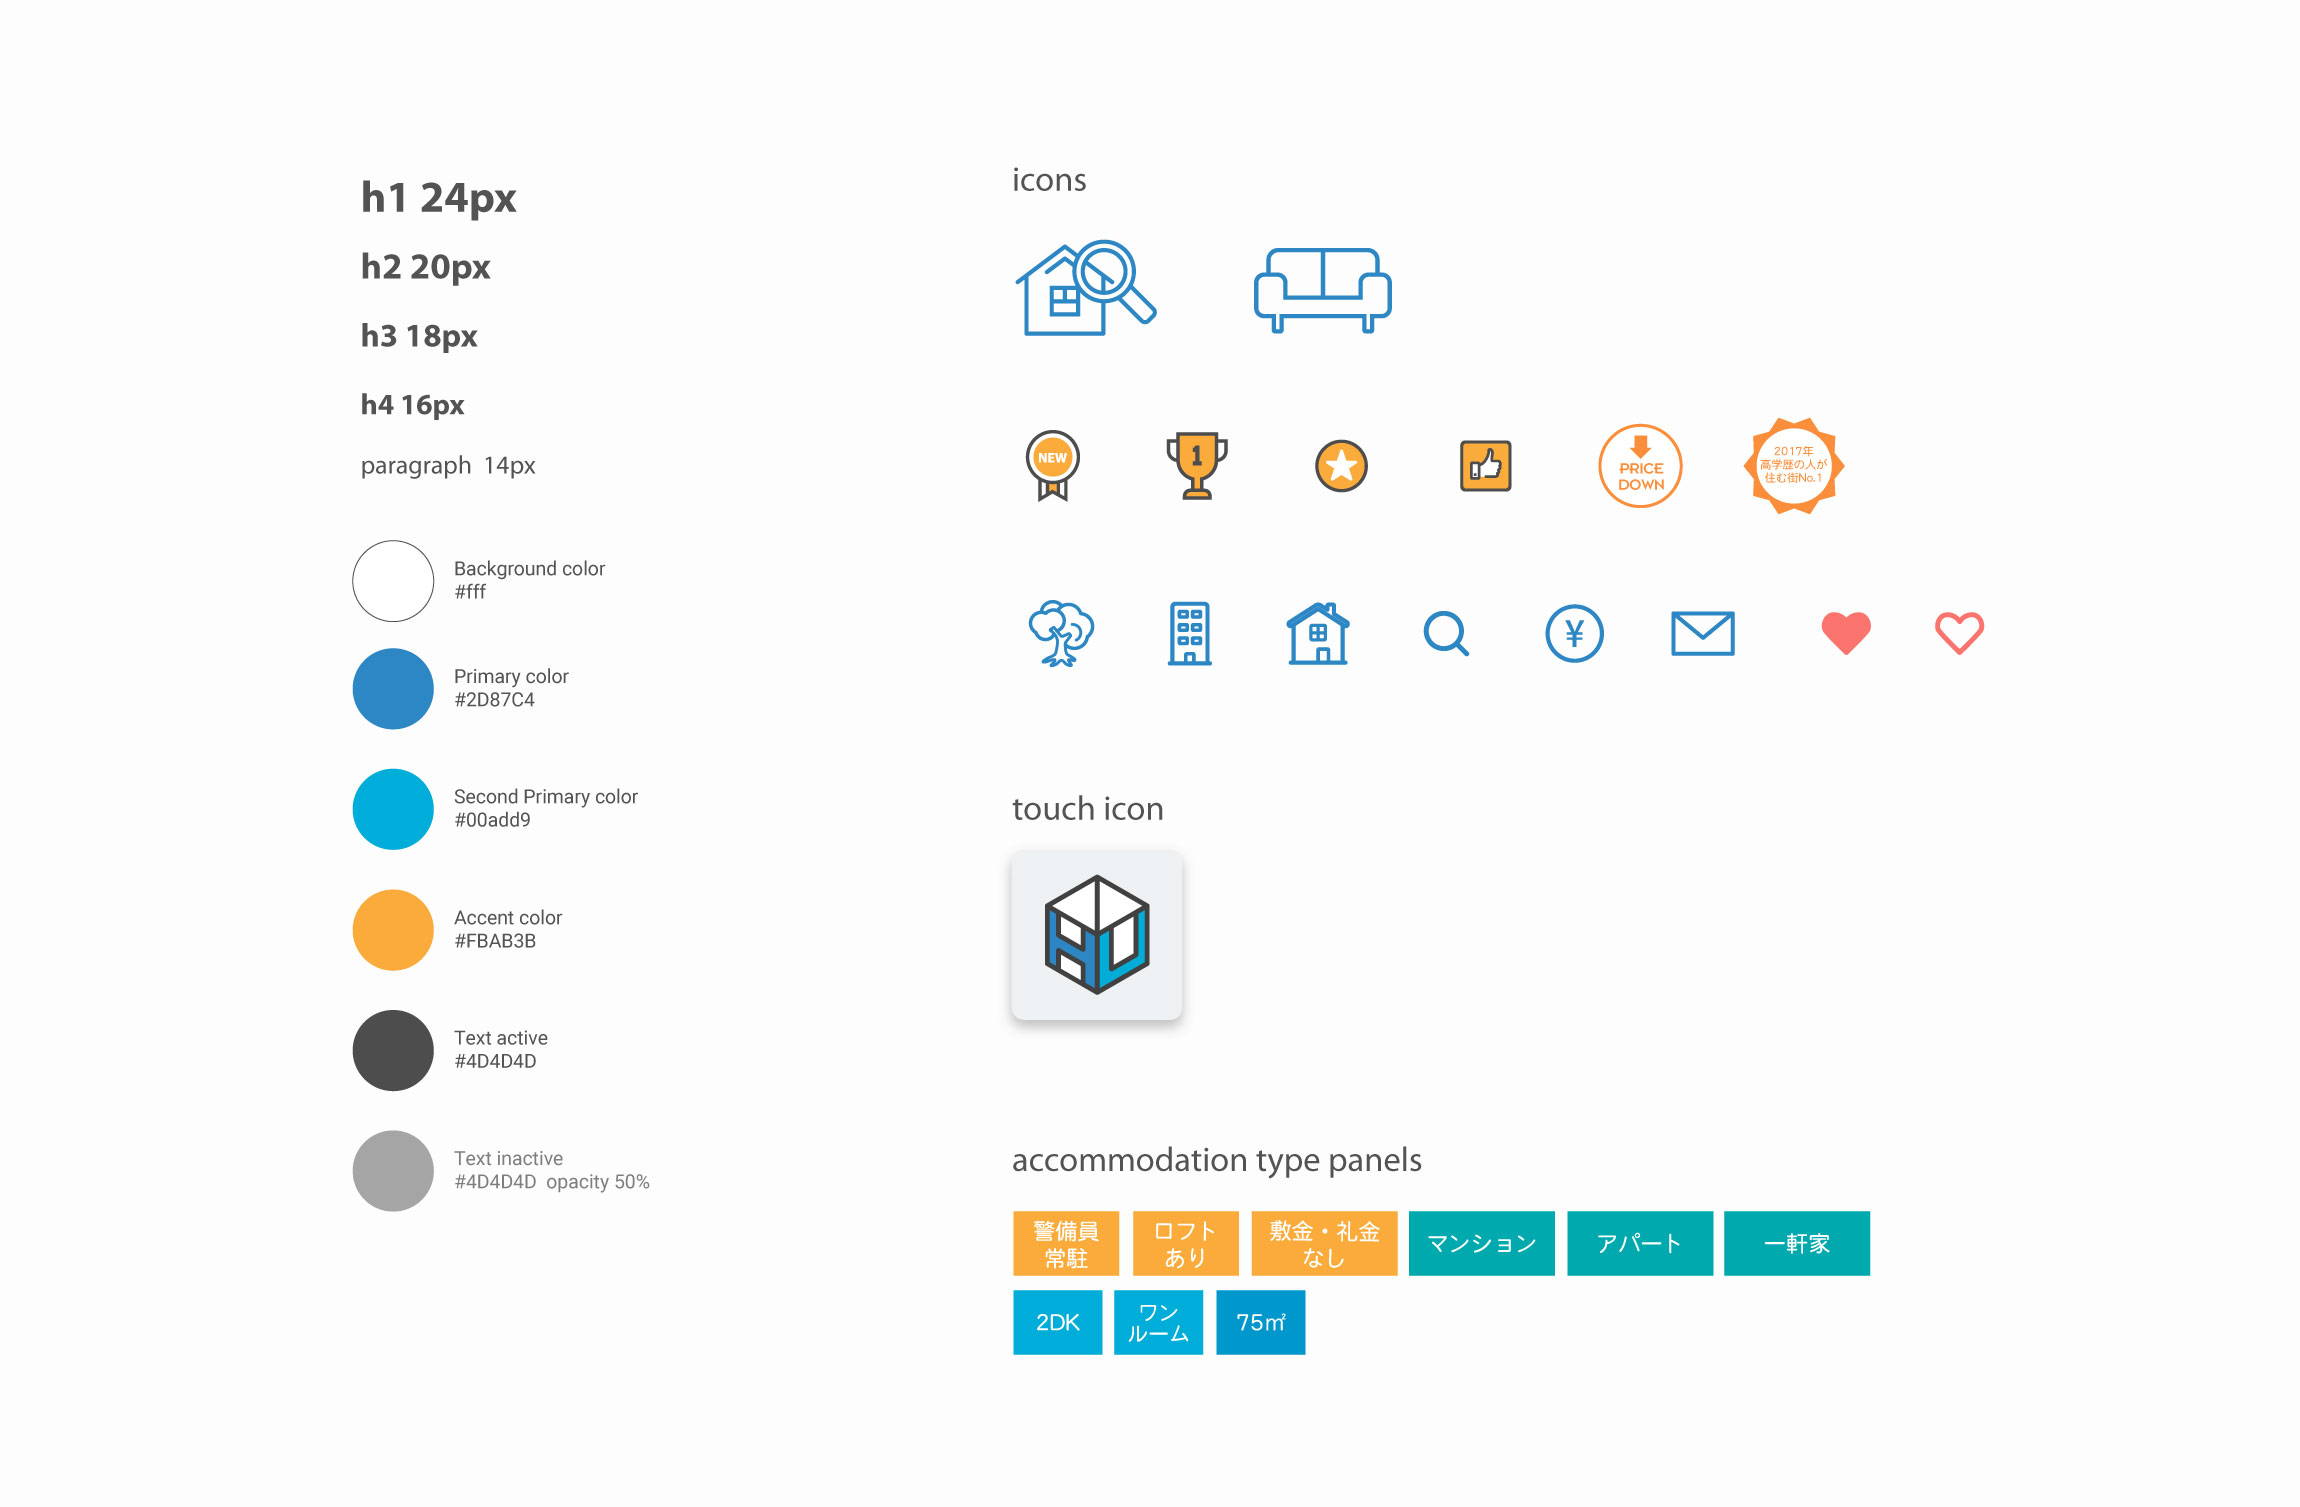 h1 24px
h2 20px
h3 18px
h4 16px
paragraph 14px
Background color
#fff
Primary color
#2D87C4
Second Primary color
#00add9
Accent color
#FBAB3B
Text active
#4D4D4D
Text inactive
#4D4D4D opacity 50%
icons
NEW
1
PRICE
DOWN
2017年
高学歴の人が
住む街No.1
¥
touch icon
HU
accommodation type panels
警備員
常駐
ロフト
あり
敷金・礼金
なし
マンション
アパート
一軒家
2DK
ワン
ルーム
75㎡